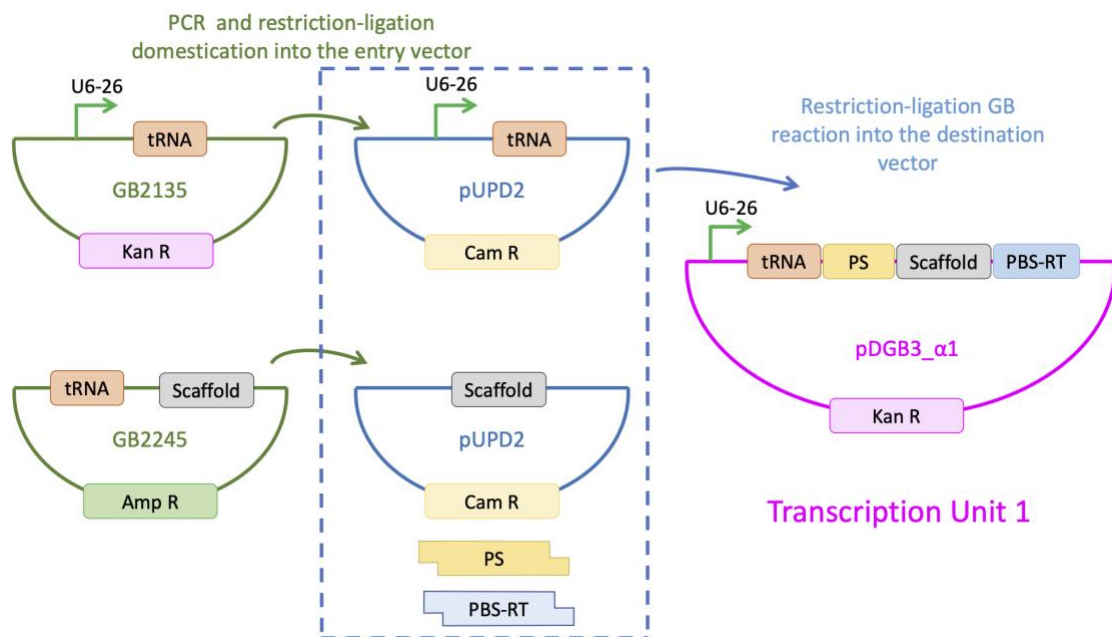 PCR and restriction-ligation
domestication into the entry vector
U6-26
tRNA
GB2135
Kan R
U6-26
tRNA
pUPD2
Cam R
Restriction-ligation GB
reaction into the destination
vector
U6-26
tRNA PS Scaffold PBS-RT
pDGB3_α1
Kan R
tRNA Scaffold
GB2245
Amp R
Scaffold
pUPD2
Cam R
PS
PBS-RT
Transcription Unit 1